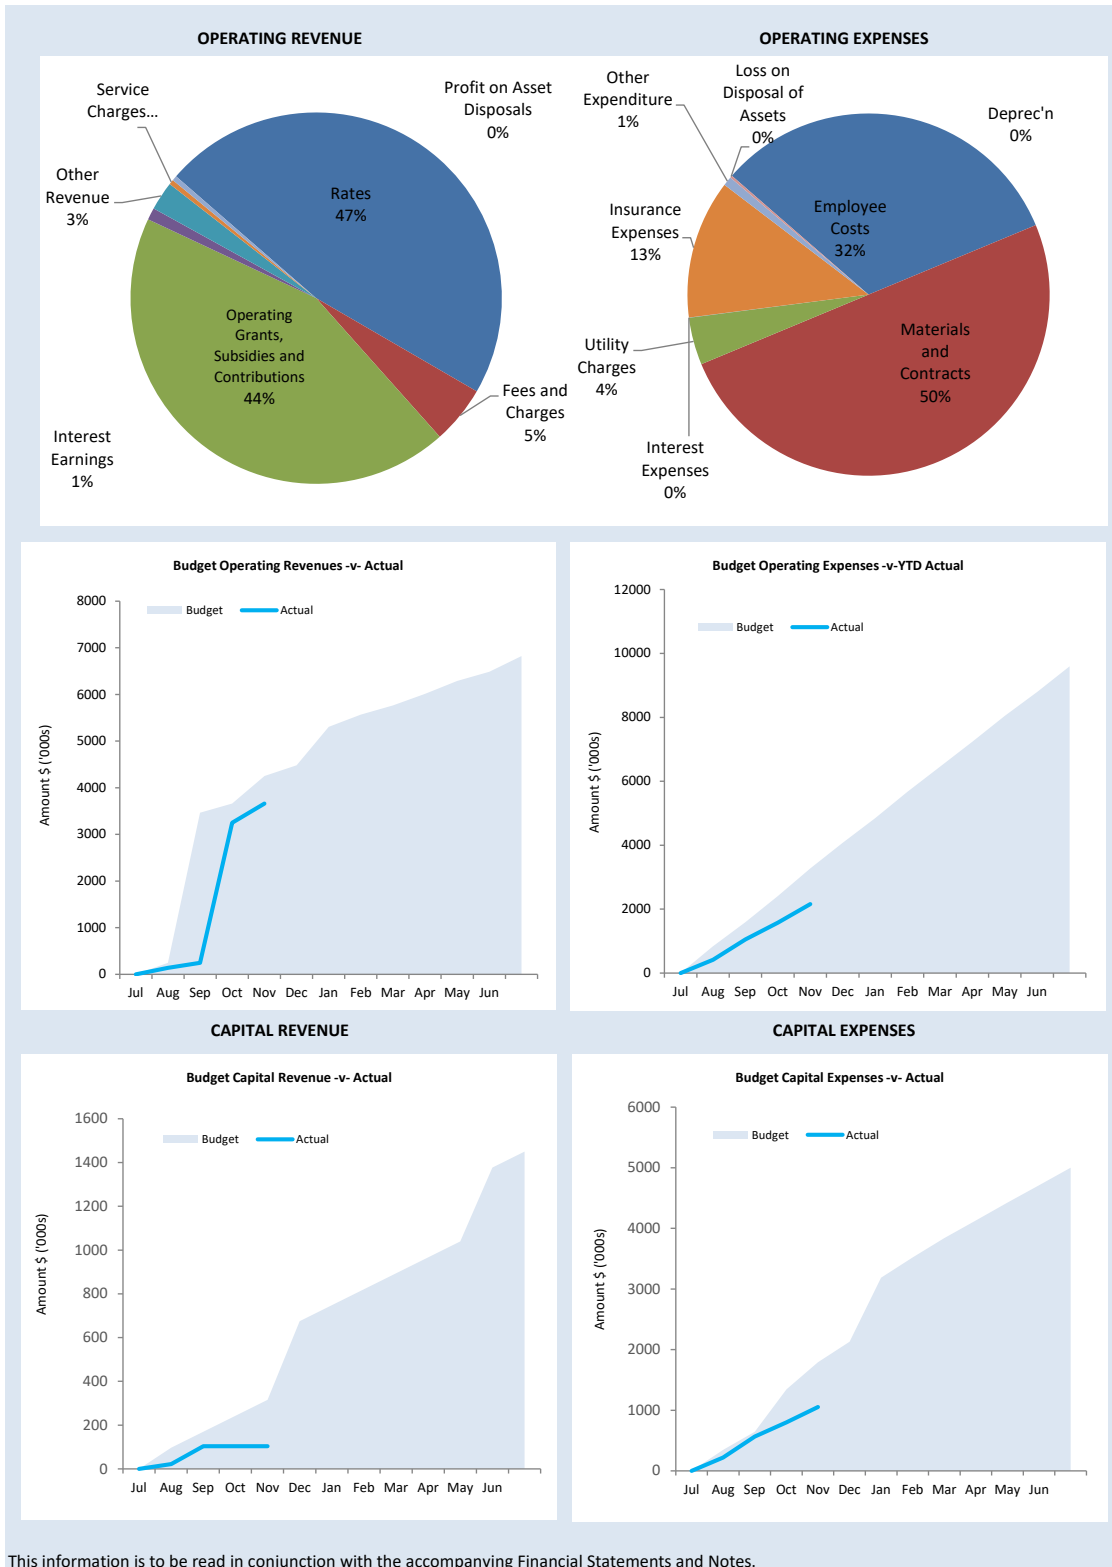 OPERATING REVENUE
OPERATING EXPENSES
Service
Charges...
Profit on Asset
Disposals
0%
Other
Revenue
3%
Rates
47%
Operating
Grants,
Subsidies and
Contributions
44%
Fees and
Charges
5%
Interest
Earnings
1%
Other
Expenditure
1%
Loss on
Disposal of
Assets
0%
Deprec'n
0%
Insurance
Expenses
13%
Employee
Costs
32%
Utility
Charges
4%
Materials
and
Contracts
50%
Interest
Expenses
0%
Budget Operating Revenues -v- Actual
Budget
Actual
Amount $ ('000s)
8000
7000
6000
5000
4000
3000
2000
1000
0
Jul Aug Sep Oct Nov Dec Jan Feb Mar Apr May Jun
Budget Operating Expenses -v-YTD Actual
Budget
Actual
Amount $ ('000s)
12000
10000
8000
6000
4000
2000
0
Jul Aug Sep Oct Nov Dec Jan Feb Mar Apr May Jun
CAPITAL REVENUE
CAPITAL EXPENSES
Budget Capital Revenue -v- Actual
Budget
Actual
Amount $ ('000s)
1600
1400
1200
1000
800
600
400
200
0
Jul Aug Sep Oct Nov Dec Jan Feb Mar Apr May Jun
Budget Capital Expenses -v- Actual
Budget
Actual
Amount $ ('000s)
6000
5000
4000
3000
2000
1000
0
Jul Aug Sep Oct Nov Dec Jan Feb Mar Apr May Jun
This information is to be read in conjunction with the accompanying Financial Statements and Notes.